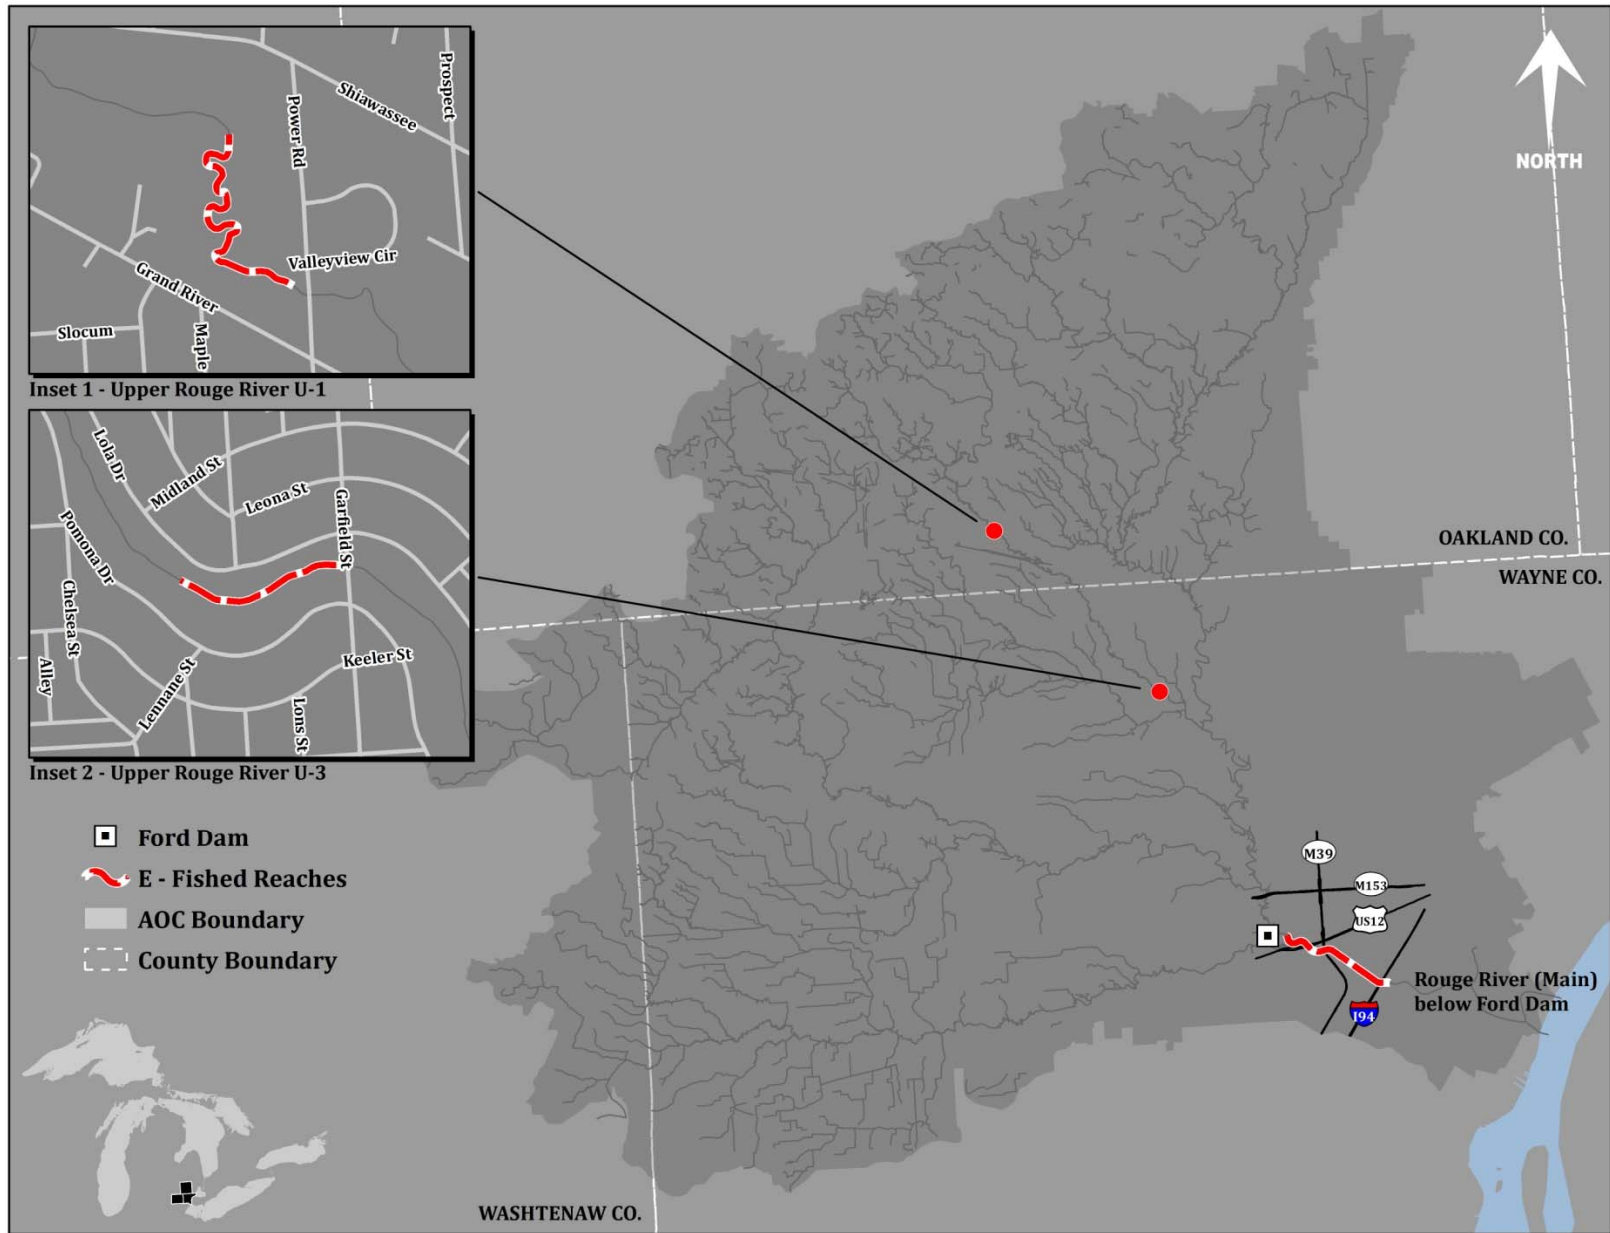 Prospect
Shiawassee
Power Rd
Valleyview Cir
Grand River
Slocum
Maple
Inset 1 - Upper Rouge River U-1
Lola Dr
Midland St
Leona St
Garfield St
Pomona Dr
Chelsea St
Alley
Lennane St
Keeler St
Lons St
Inset 2 - Upper Rouge River U-3
Ford Dam
E - Fished Reaches
AOC Boundary
County Boundary
NORTH
OAKLAND CO.
WAYNE CO.
M39
M153
US12
Rouge River (Main)
below Ford Dam
I94
WASHTENAW CO.